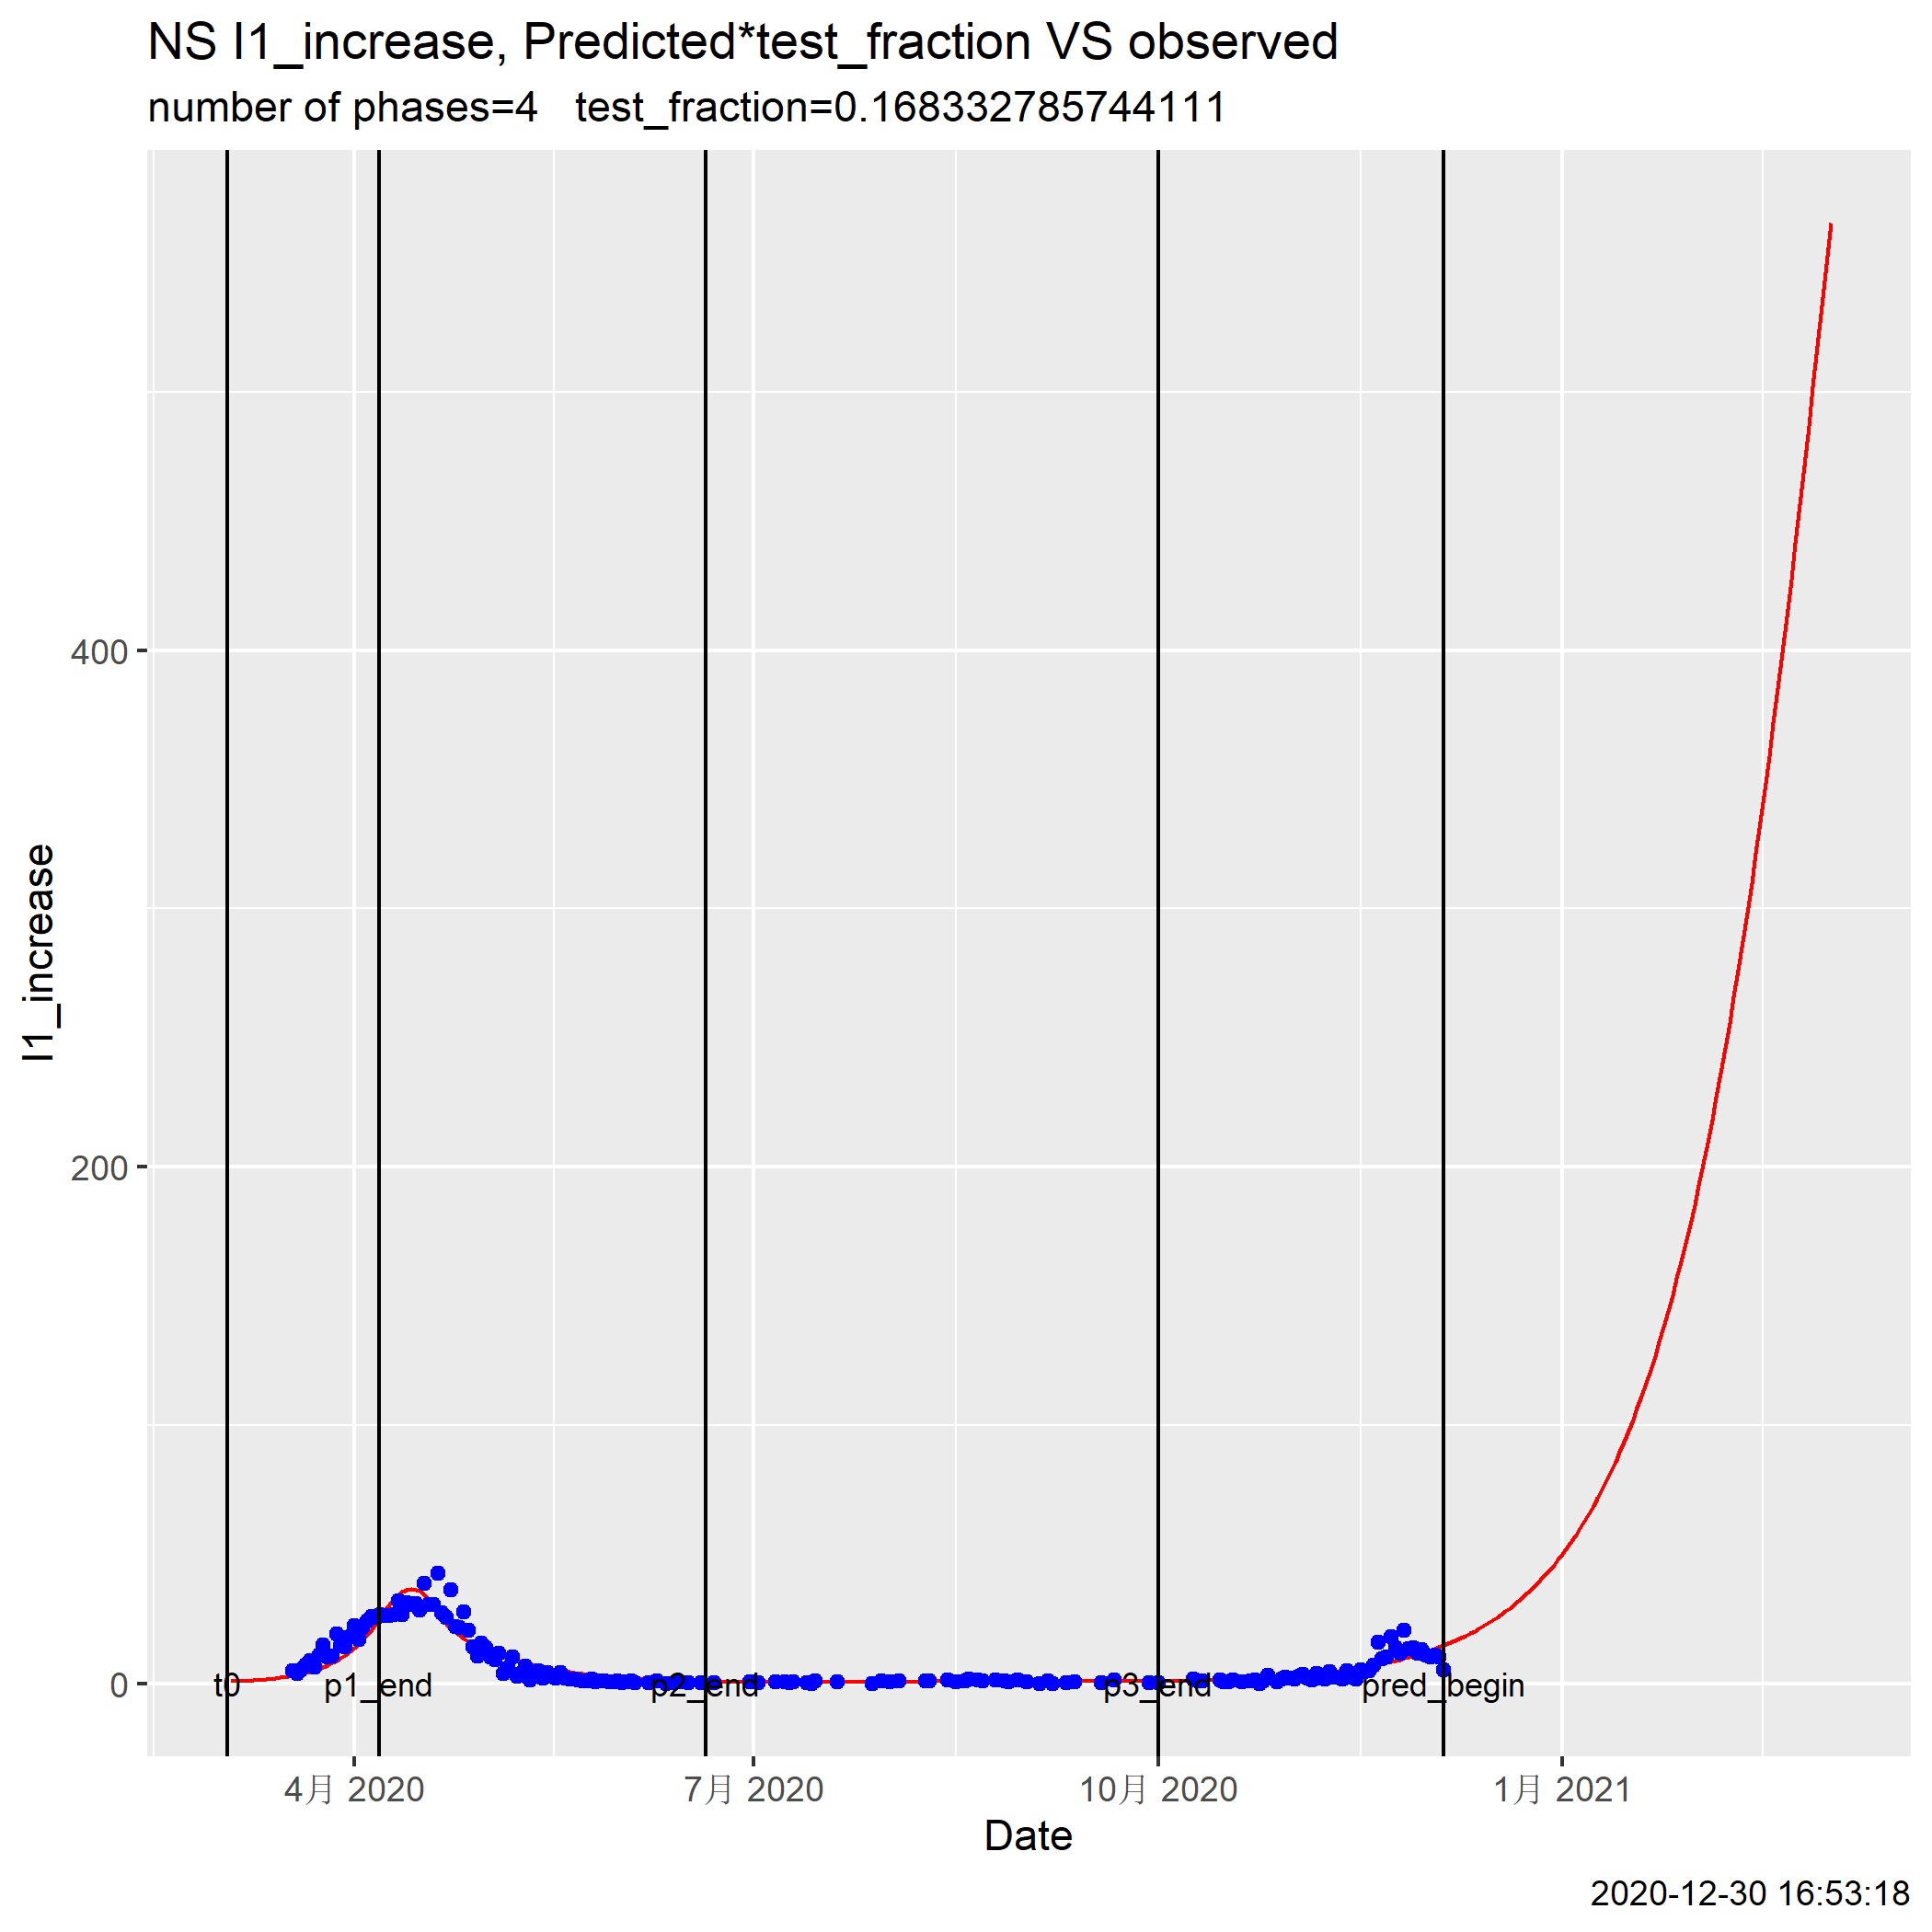 NS I1_increase, Predicted*test_fraction VS observed
number of phases=4   test_fraction=0.168332785744111
I1_increase
400
200
0
t0
p1_end
p2_end
p3_end
pred_begin
4月 2020
7月 2020
10月 2020
1月 2021
Date
2020-12-30 16:53:18